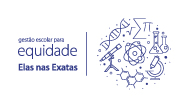 gestão escolar para
equidade
Elas nas Exatas